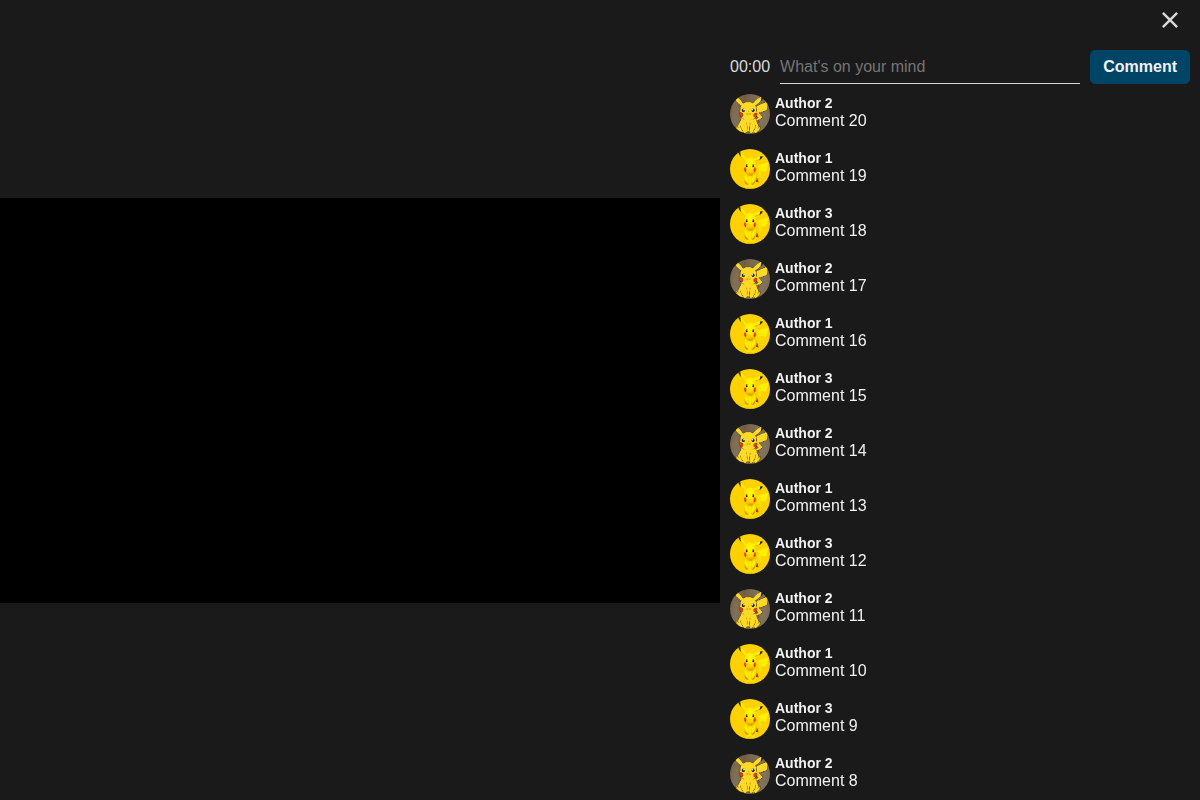 00:00 What's on your mind Comment
Author 2
Comment 20
Author 1
Comment 19
Author 3
Comment 18
Author 2
Comment 17
Author 1
Comment 16
Author 3
Comment 15
Author 2
Comment 14
Author 1
Comment 13
Author 3
Comment 12
Author 2
Comment 11
Author 1
Comment 10
Author 3
Comment 9
Author 2
Comment 8